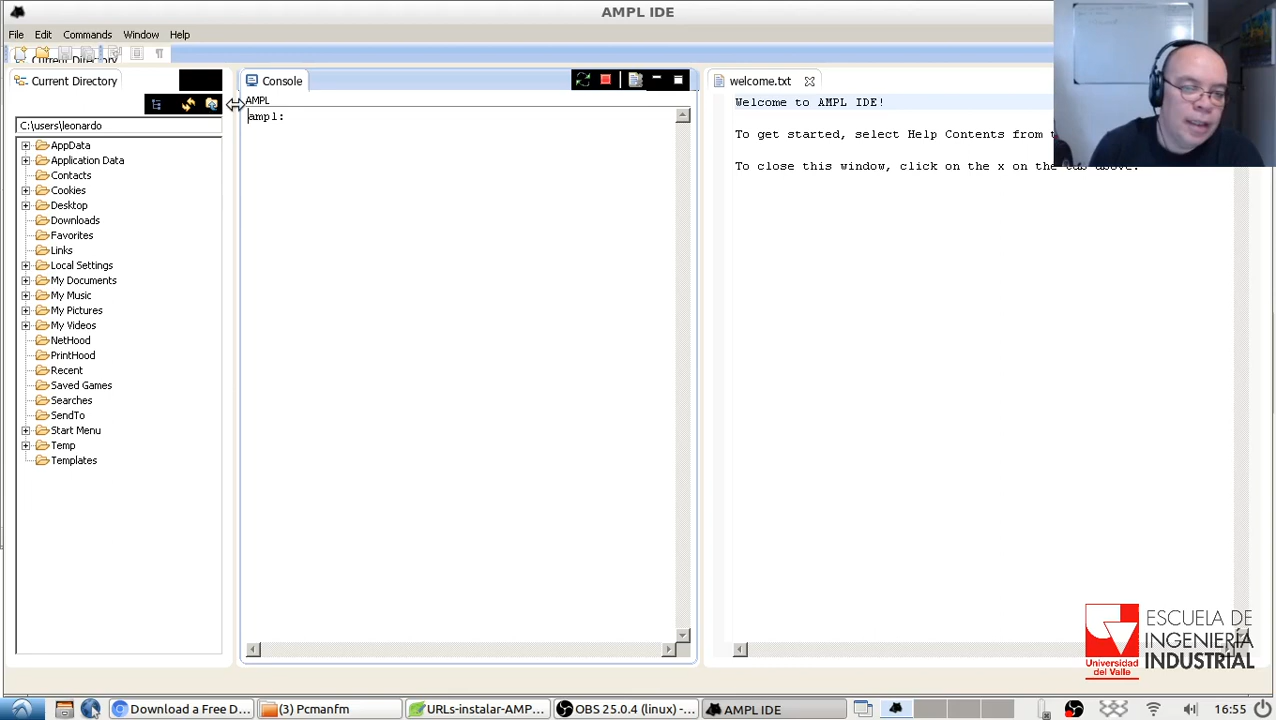 AMPL IDE
File Edit Commands Window Help
Current Directory
Console
welcome.txt
C:\users\leonardo
AppData
Application Data
Contacts
Cookies
Desktop
Downloads
Favorites
Links
Local Settings
My Documents
My Music
My Pictures
My Videos
NetHood
PrintHood
Recent
Saved Games
Searches
SendTo
Start Menu
Temp
Templates
AMPL
ampl:
Welcome to AMPL IDE!
To get started, select Help Contents from
To close this window, click on the x on the tab above.
Universidad
del Valle
ESCUELA DE
INGENIERÍA
INDUSTRIAL
Download a Free D...
(3) Pcmanfm
URLs-instalar-AMP...
OBS 25.0.4 (linux) -...
AMPL IDE
16:55